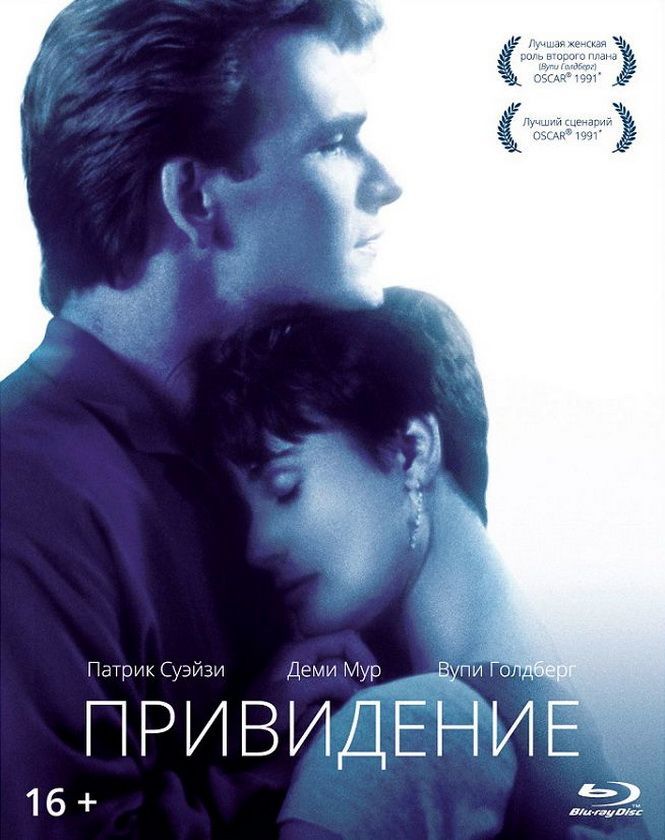 Лучшая женская
роль второго плана
(Вупи Голдберг)
OSCAR® 1991*
Лучший сценарий
OSCAR® 1991*
Патрик Суэйзи Деми Мур Вупи Голдберг
ПРИВИДЕНИЕ
16 +
Blu-ray Disc™